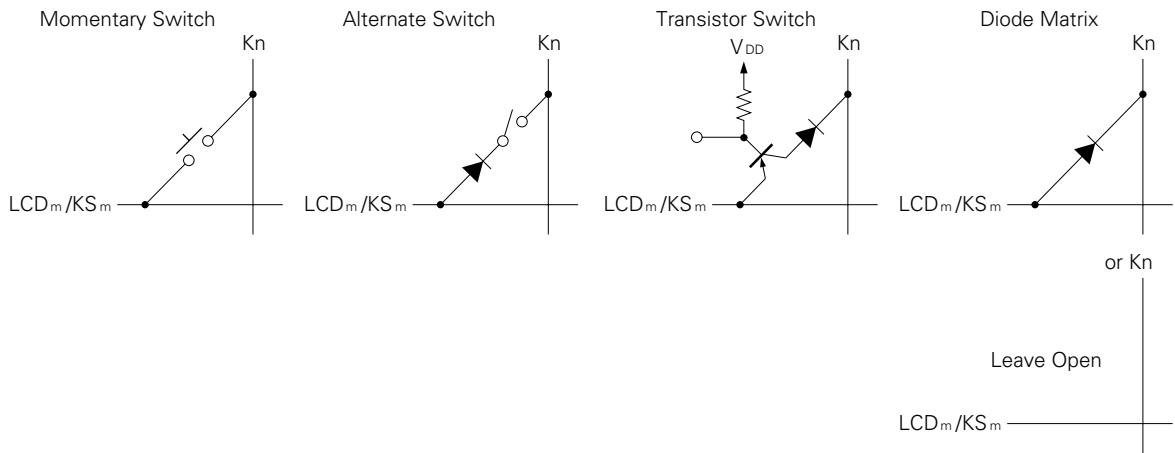 Momentary Switch
Alternate Switch
Transistor Switch
Diode Matrix
Kn
Kn
VDD
Kn
Kn
LCDm/KSm
LCDm/KSm
LCDm/KSm
LCDm/KSm
or Kn
Leave Open
LCDm/KSm